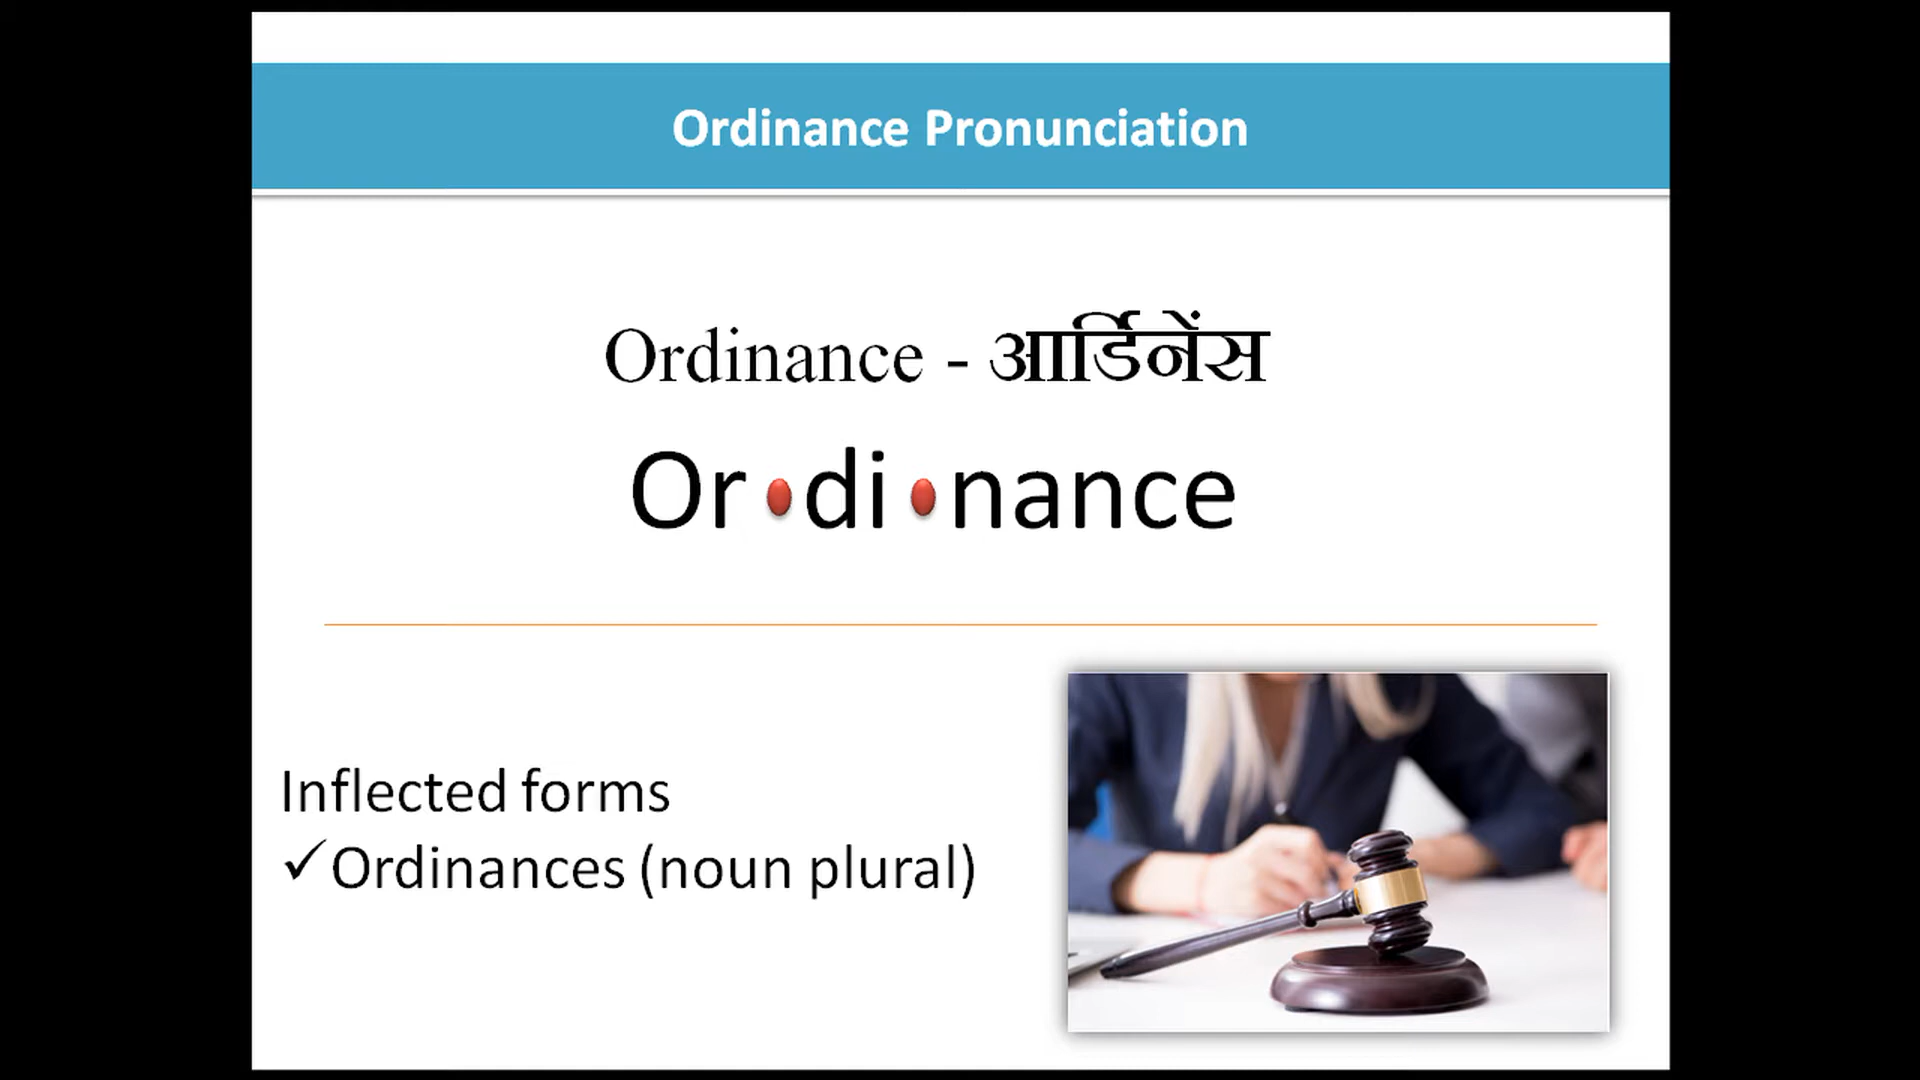 Ordinance Pronunciation
Ordinance - आर्डिनेंस
Or•di•nance
Inflected forms
✓Ordinances (noun plural)